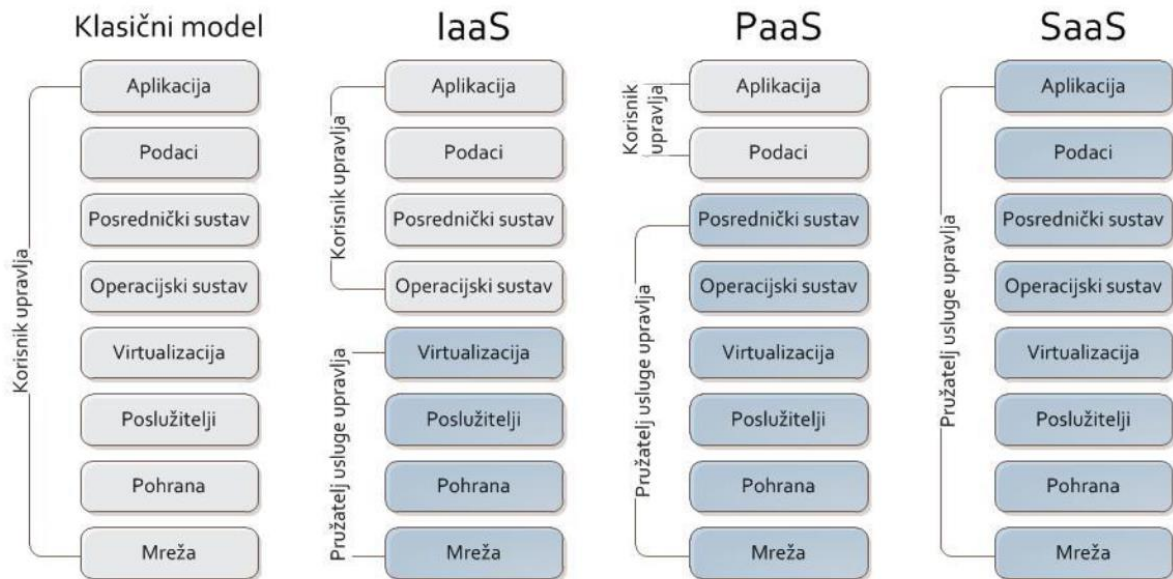 Klasični model
Korisnik upravlja
Aplikacija
Podaci
Posrednički sustav
Operacijski sustav
Virtualizacija
Poslužitelji
Pohrana
Mreža
IaaS
Korisnik upravlja
Pružatelj usluge upravlja
Aplikacija
Podaci
Posrednički sustav
Operacijski sustav
Virtualizacija
Poslužitelji
Pohrana
Mreža
PaaS
Korisnik
upravlja
Pružatelj usluge upravlja
Aplikacija
Podaci
Posrednički sustav
Operacijski sustav
Virtualizacija
Poslužitelji
Pohrana
Mreža
SaaS
Pružatelj usluge upravlja
Aplikacija
Podaci
Posrednički sustav
Operacijski sustav
Virtualizacija
Poslužitelji
Pohrana
Mreža